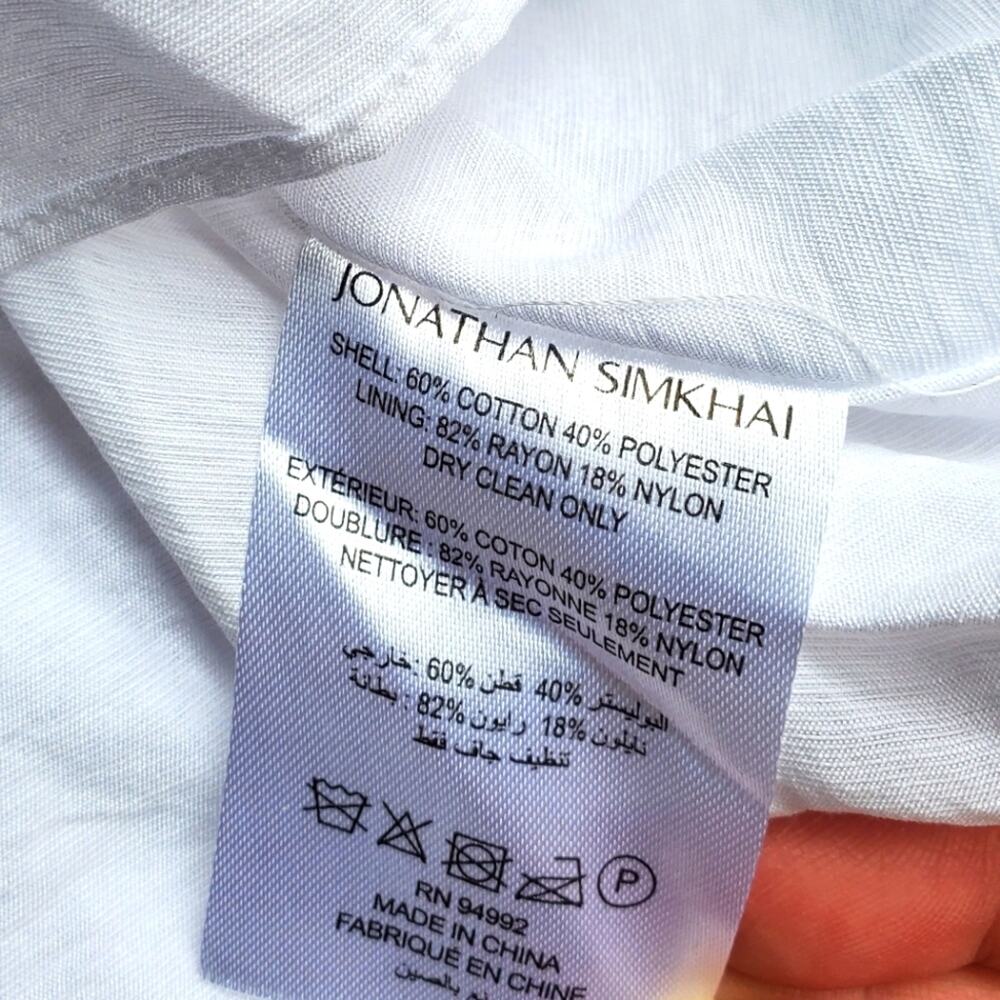 JONATHAN SIMKHAI
SHELL: 60% COTTON 40% POLYESTER
LINING: 82% RAYON 18% NYLON
DRY CLEAN ONLY
EXTÉRIEUR: 60% COTON 40% POLYESTER
DOUBLURE : 82% RAYONNE 18% NYLON
NETTOYER À SEC SEULEMENT
خارجي: 60% قطن 40% البوليستر
بطانة : 82% رايون 18% نايلون
تنظيف جاف فقط
P
RN 94992
MADE IN CHINA
FABRIQUÉ EN CHINE
بالصين